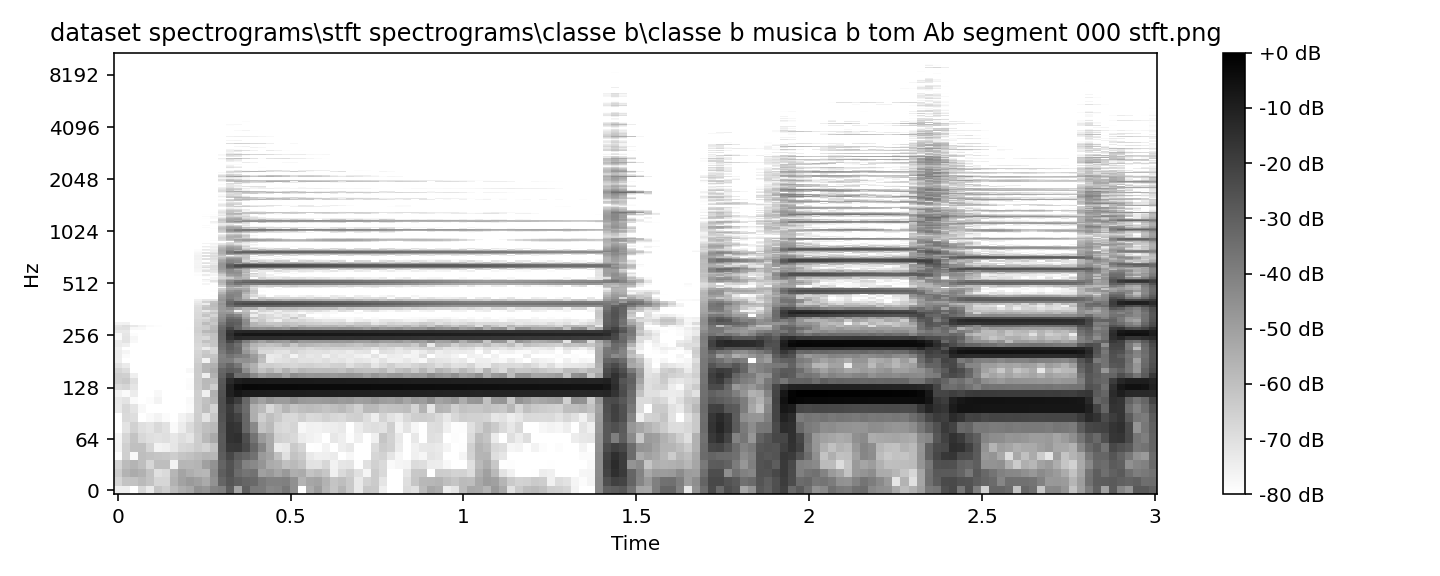 dataset spectrograms\stft spectrograms\classe b\classe b musica b tom Ab segment 000 stft.png
8192
4096
2048
1024
512
256
128
64
0
Hz
0
0.5
1
1.5
2
2.5
3
Time
+0 dB
-10 dB
-20 dB
-30 dB
-40 dB
-50 dB
-60 dB
-70 dB
-80 dB